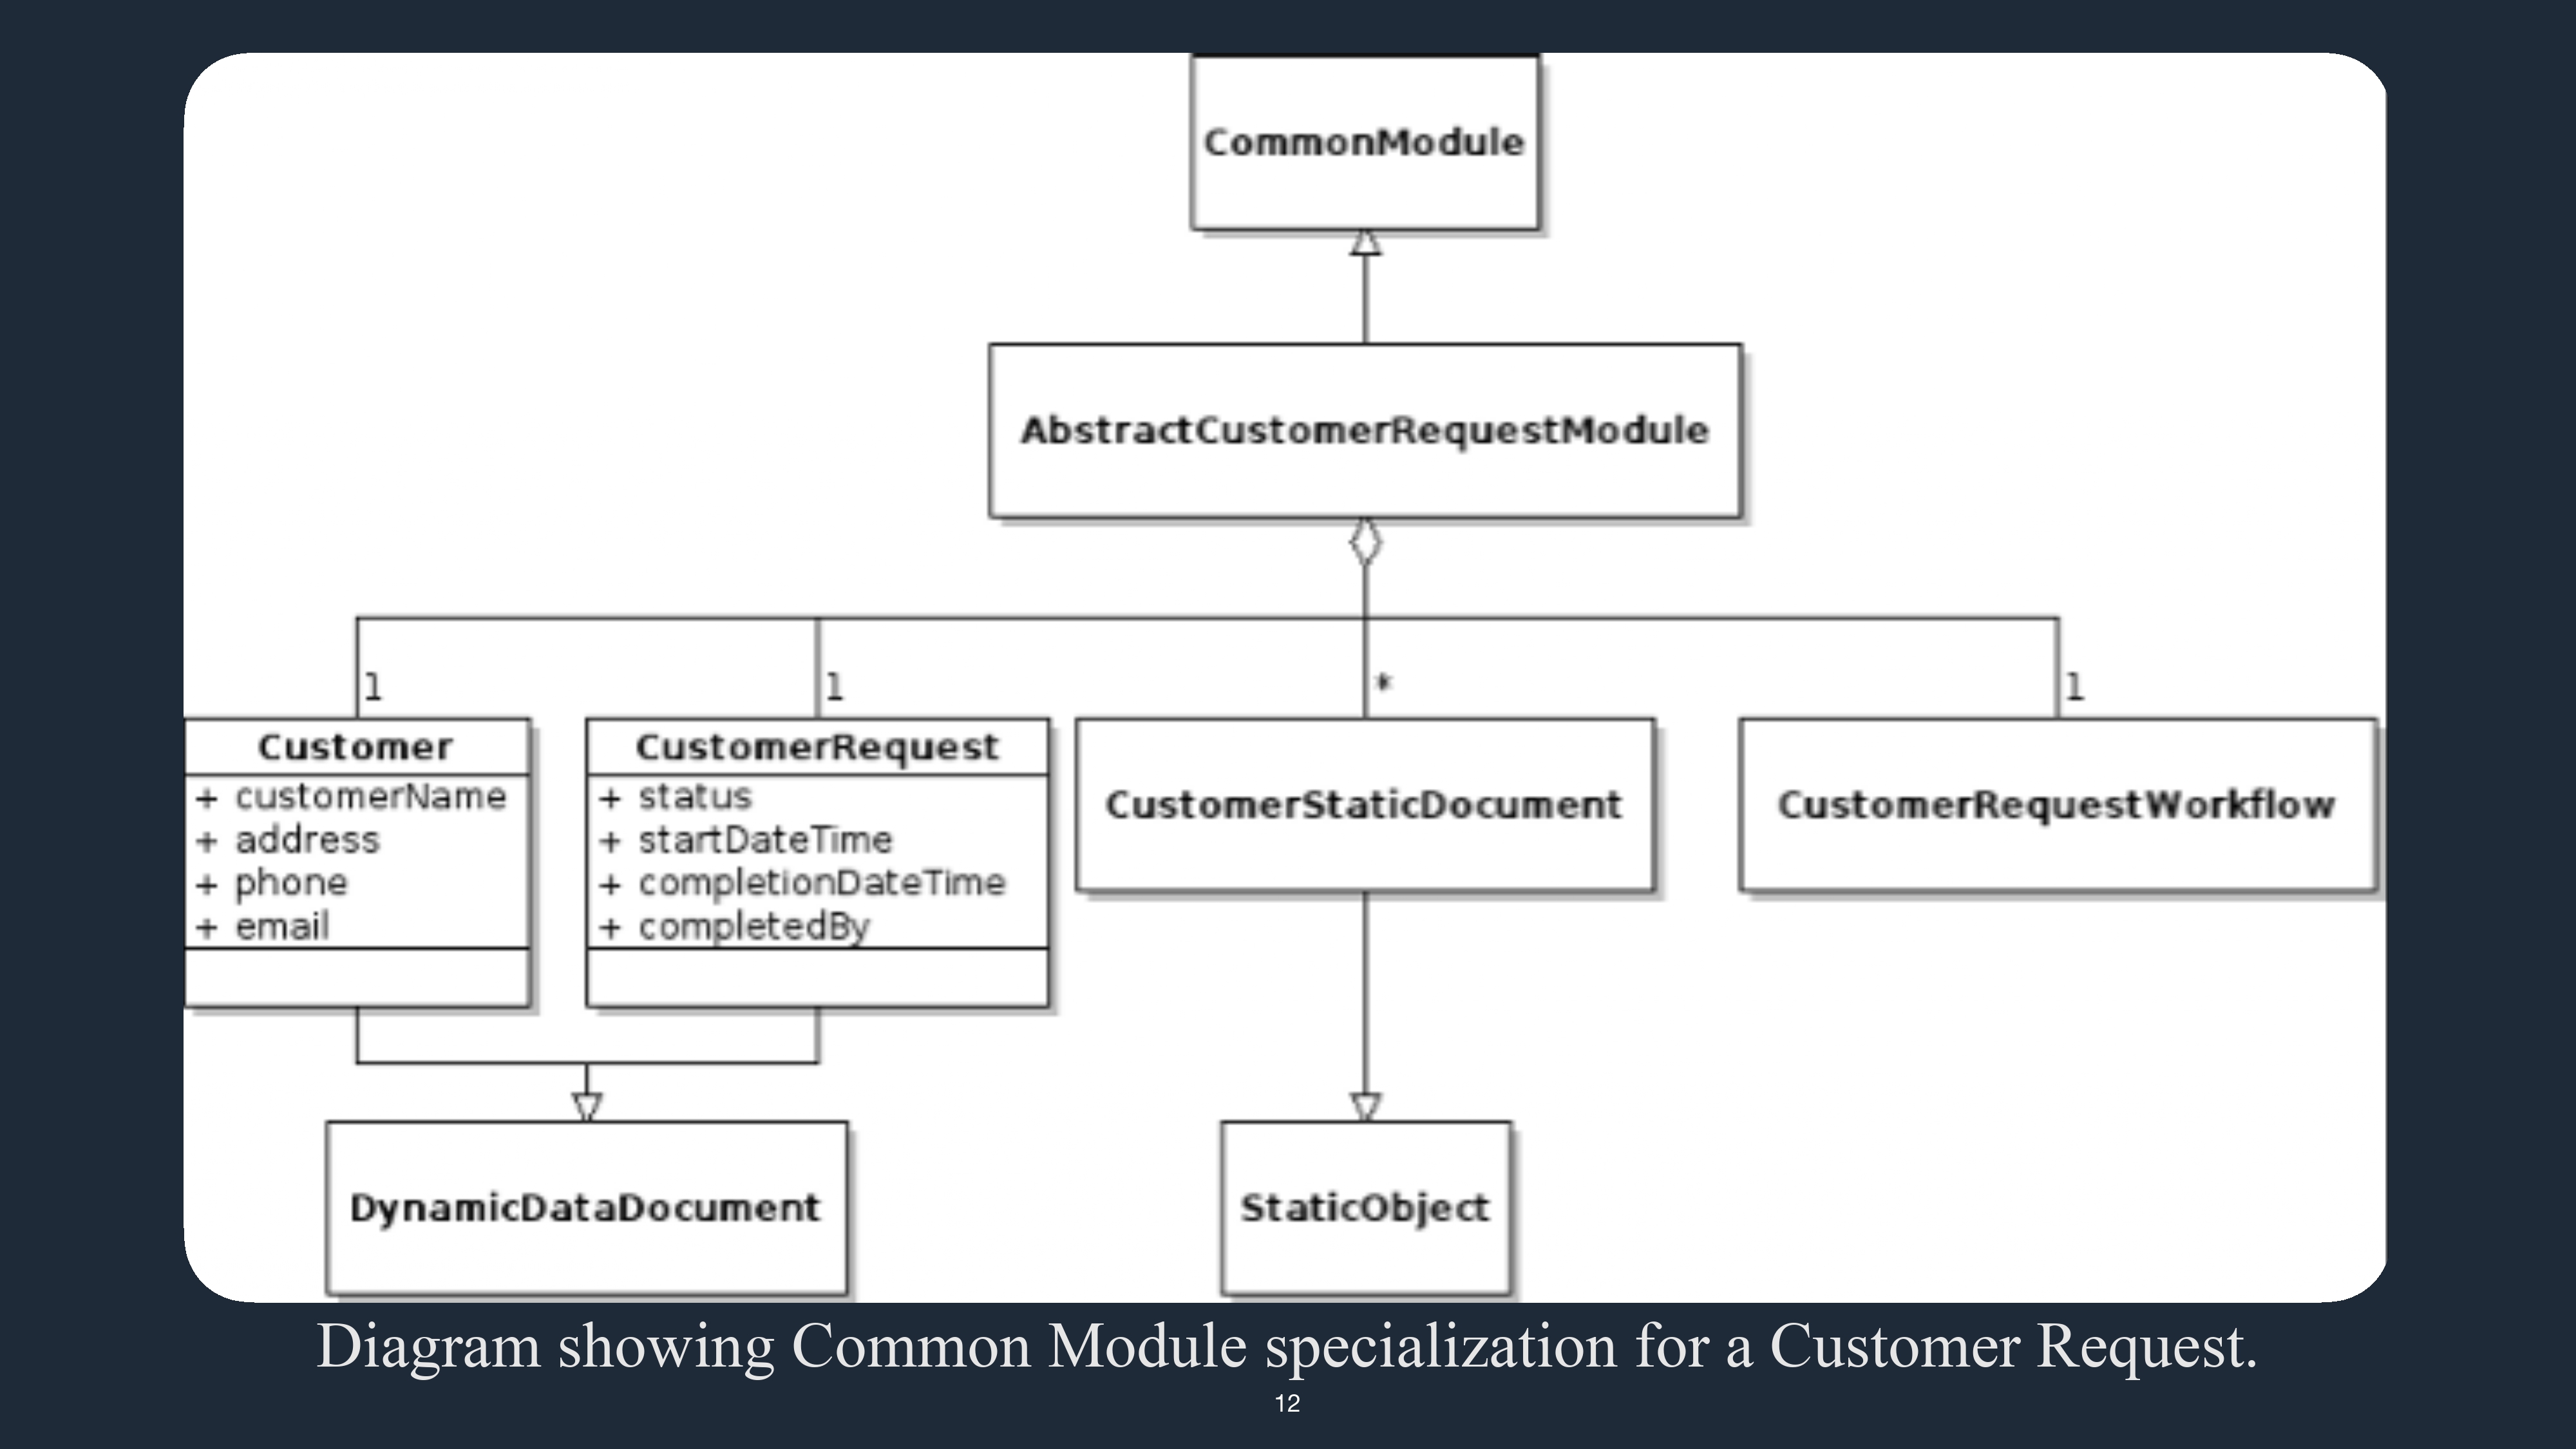 CommonModule
AbstractCustomerRequestModule
1
1
*
1
Customer
+ customerName
+ address
+ phone
+ email
CustomerRequest
+ status
+ startDateTime
+ completionDateTime
+ completedBy
CustomerStaticDocument
CustomerRequestWorkflow
DynamicDataDocument
StaticObject
Diagram showing Common Module specialization for a Customer Request.
12